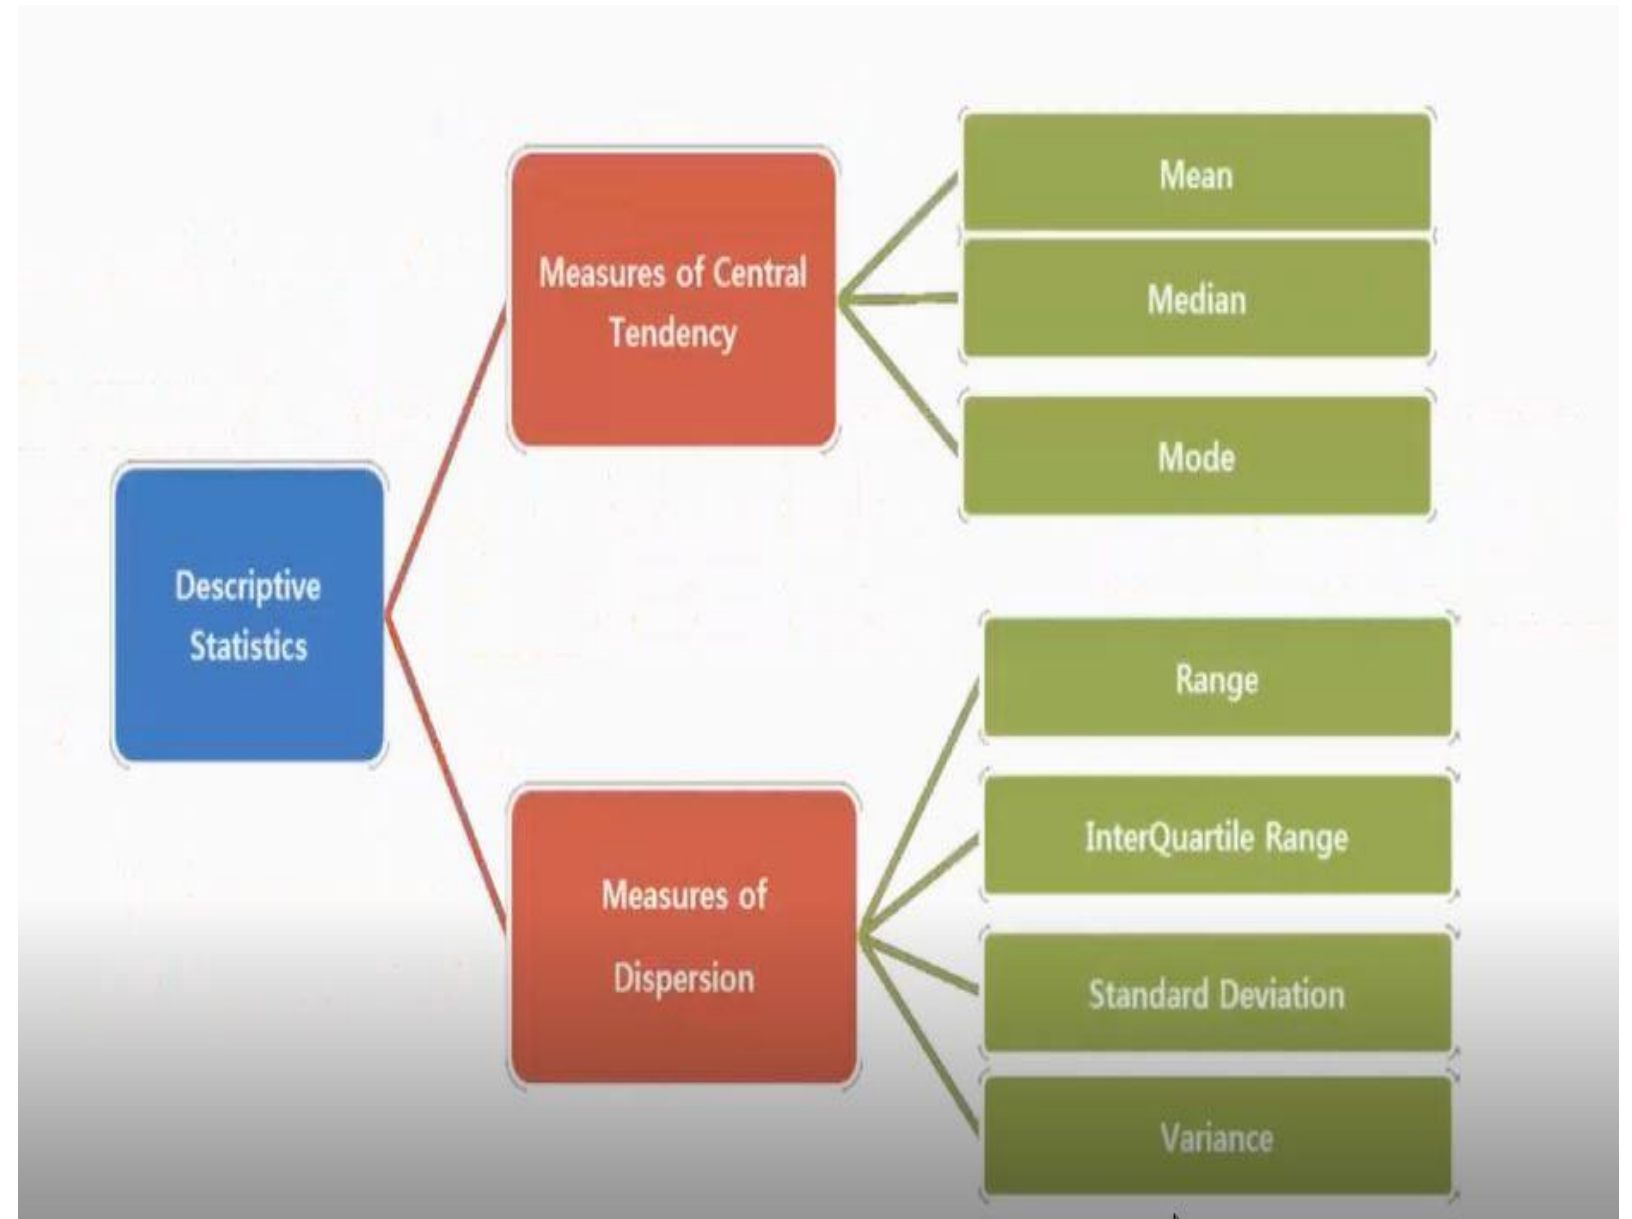 Descriptive
Statistics
Measures of Central
Tendency
Mean
Median
Mode
Measures of
Dispersion
Range
InterQuartile Range
Standard Deviation
Variance